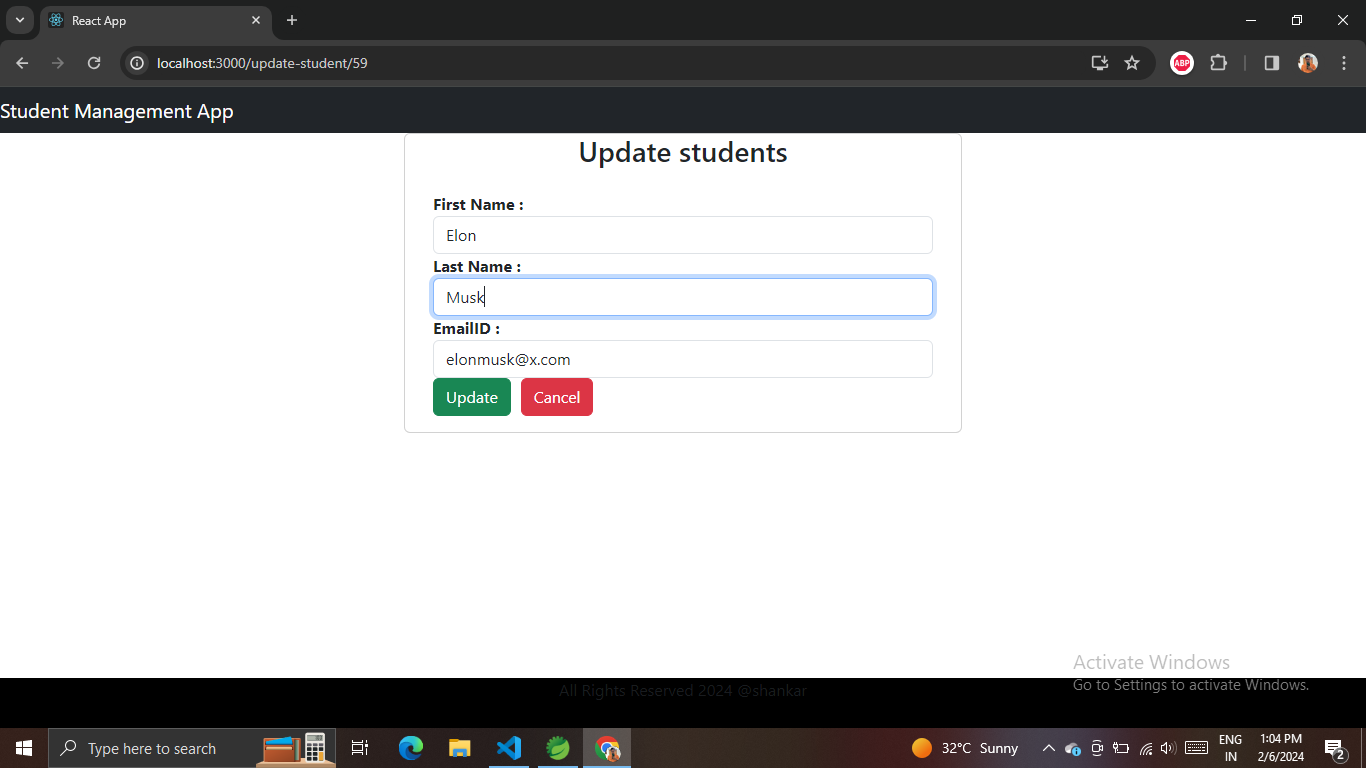 React App
localhost:3000/update-student/59
ABP
Student Management App
Update students
First Name :
Elon
Last Name :
Musk
EmailID :
elonmusk@x.com
Update
Cancel
Activate Windows
Go to Settings to activate Windows.
All Rights Reserved 2024 @shankar
Type here to search
32°C Sunny
ENG
IN
1:04 PM
2/6/2024
2